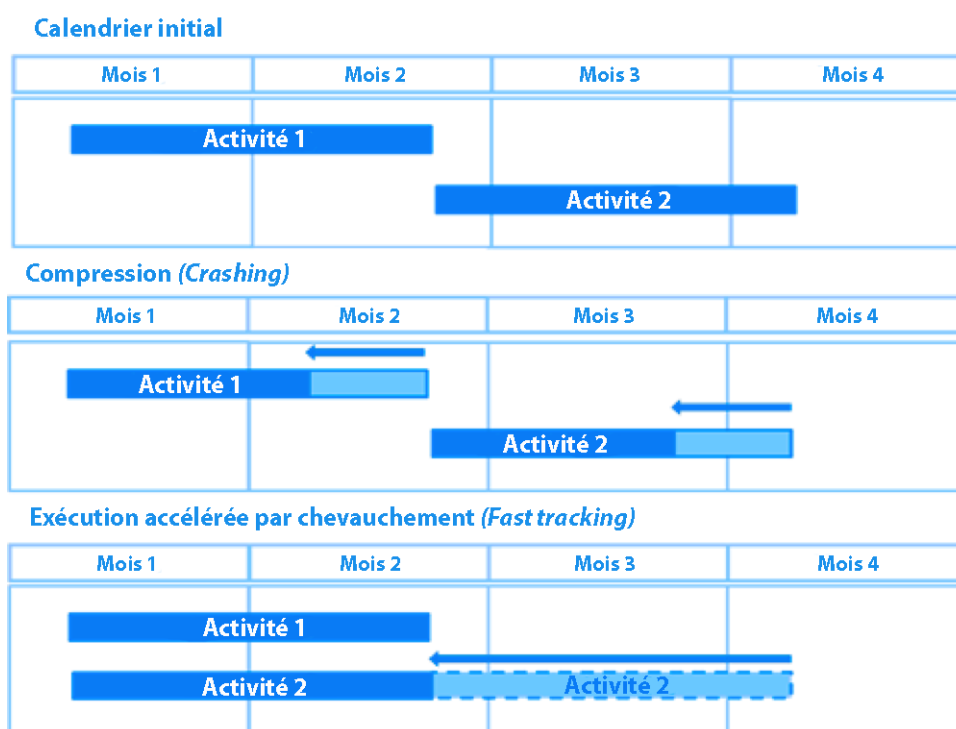 Calendrier initial
Mois 1 Mois 2 Mois 3 Mois 4
Activité 1
Activité 2
Compression (Crashing)
Mois 1 Mois 2 Mois 3 Mois 4
Activité 1
Activité 2
Exécution accélérée par chevauchement (Fast tracking)
Mois 1 Mois 2 Mois 3 Mois 4
Activité 1
Activité 2 Activité 2